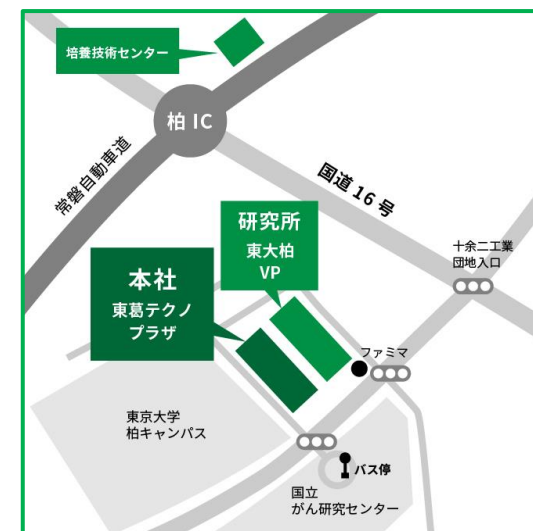 培養技術センター
柏 IC
常磐自動車道
国道 16 号
研究所
東大柏
VP
十余二工業
団地入口
本社
東葛テクノ
プラザ
ファミマ
東京大学
柏キャンパス
バス停
国立
がん研究センター